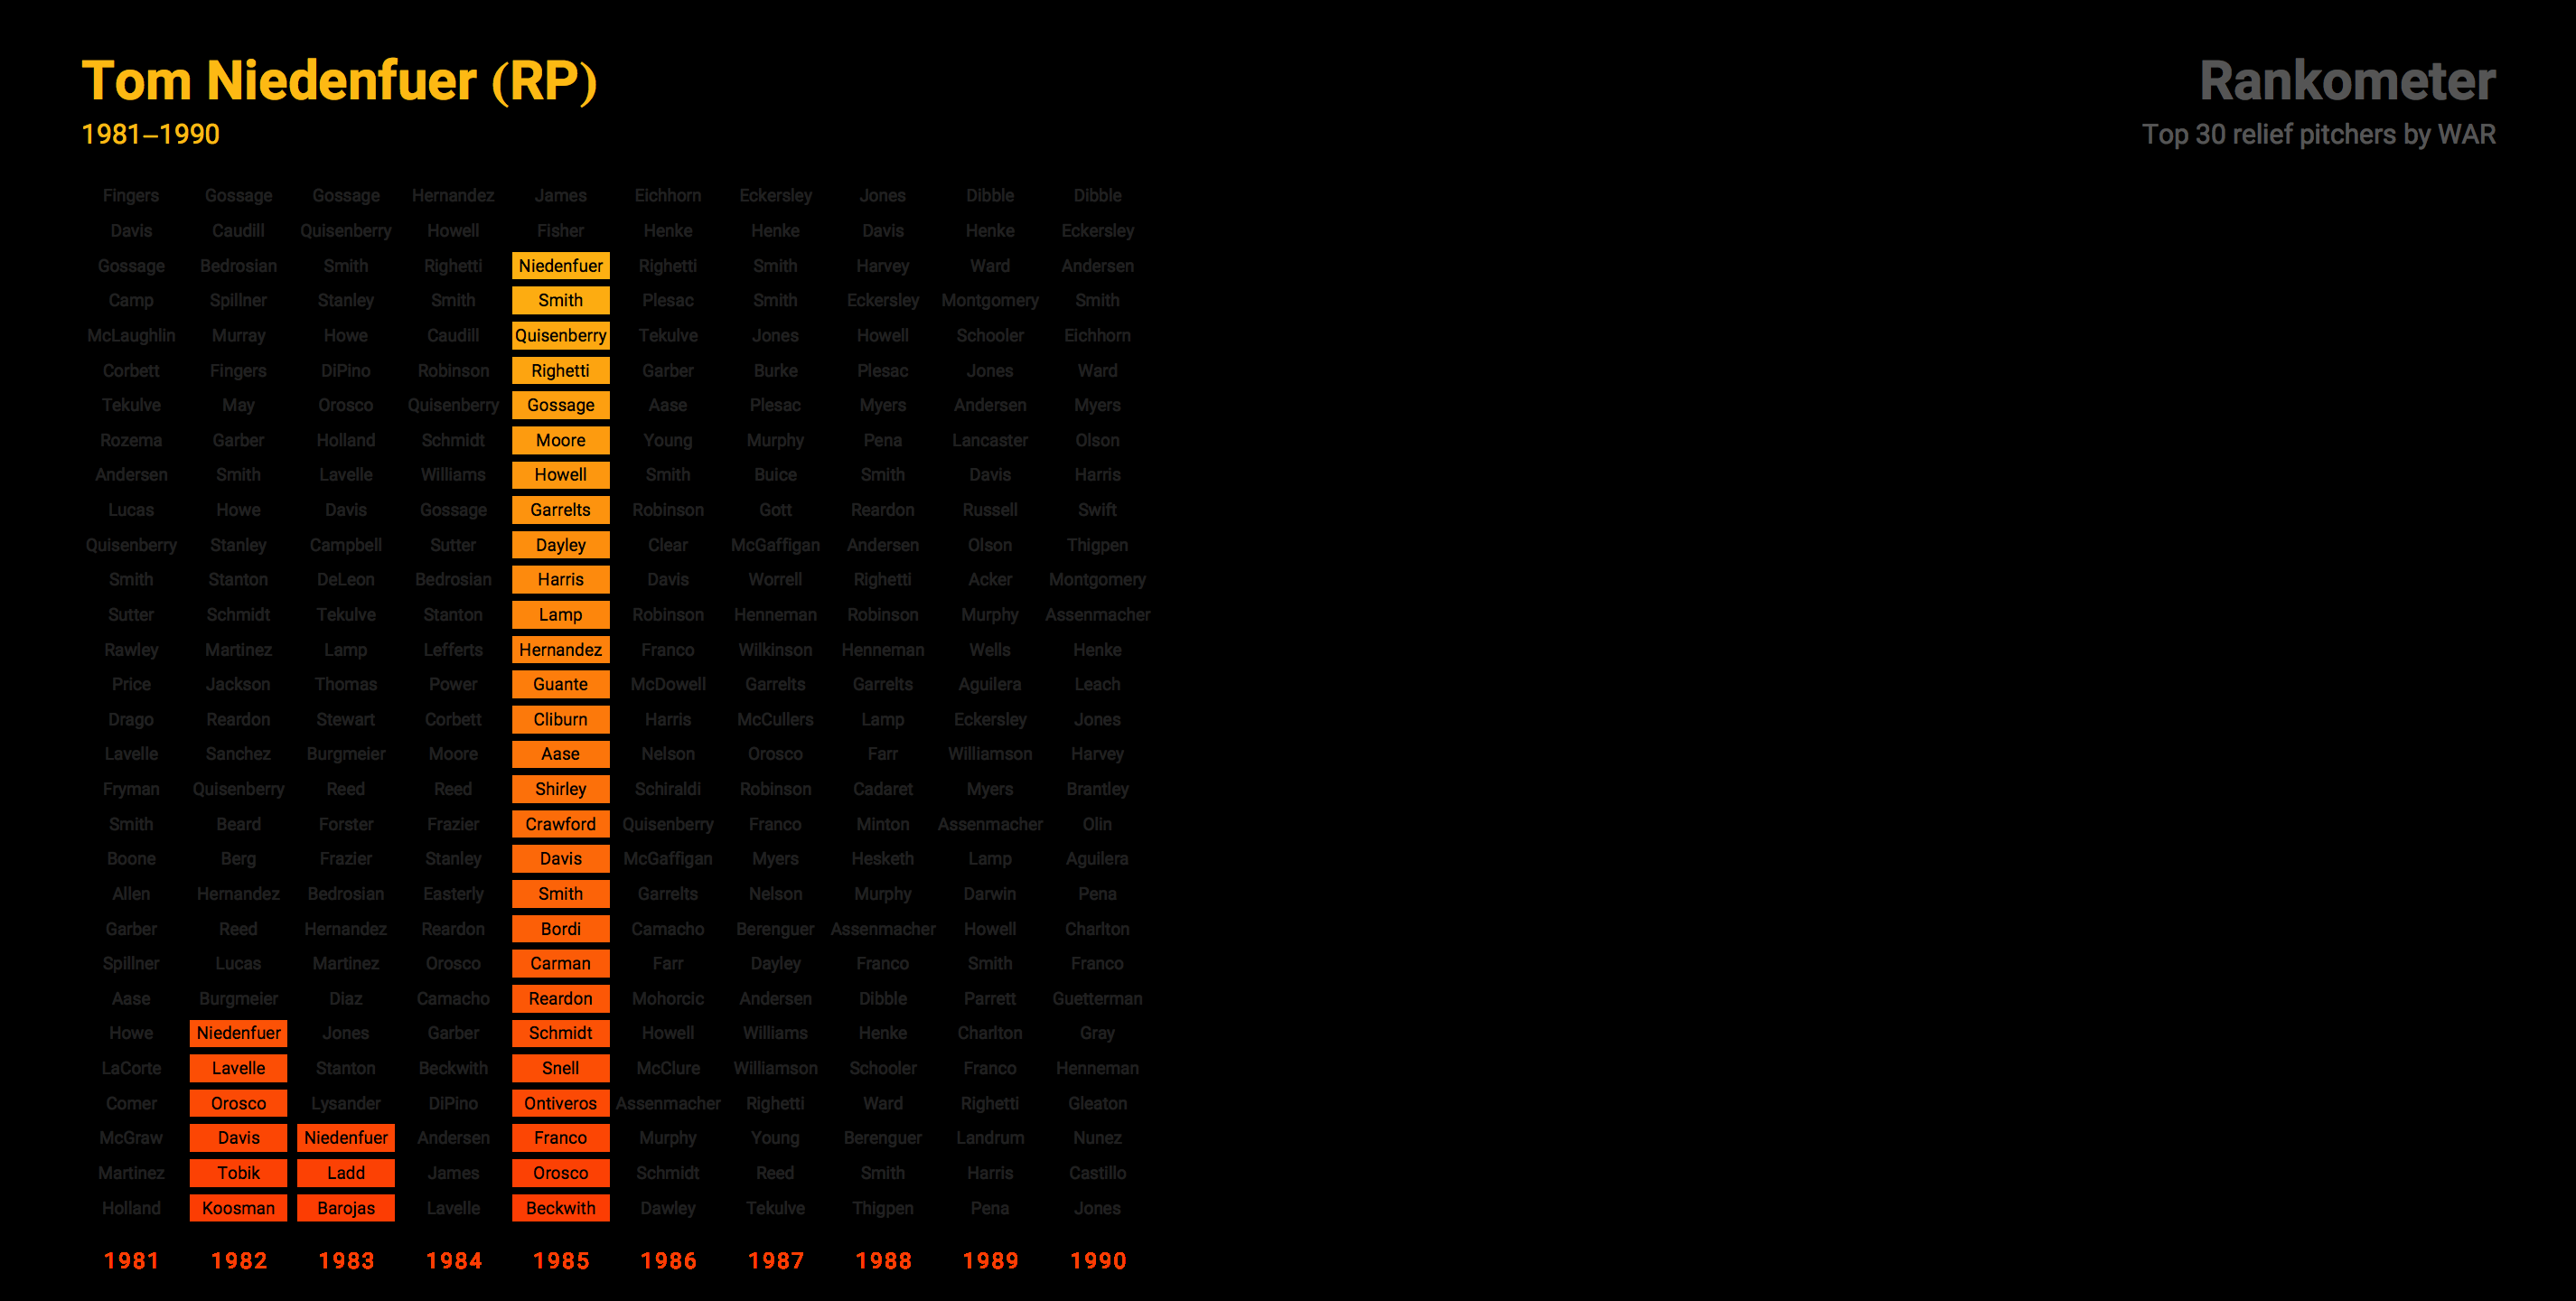 Tom Niedenfuer (RP)
Rankometer
1981–1990
Top 30 relief pitchers by WAR
Fingers Gossage Gossage Hernandez James Eichhorn Eckersley Jones Dibble Dibble
Davis Caudill Quisenberry Howell Fisher Henke Henke Davis Henke Eckersley
Gossage Bedrosian Smith Righetti Niedenfuer Righetti Smith Harvey Ward Andersen
Camp Spillner Stanley Smith Smith Plesac Smith Eckersley Montgomery Smith
McLaughlin Murray Howe Caudill Quisenberry Tekulve Jones Howell Schooler Eichhorn
Corbett Fingers DiPino Robinson Righetti Garber Burke Plesac Jones Ward
Tekulve May Orosco Quisenberry Gossage Aase Plesac Myers Andersen Myers
Rozema Garber Holland Schmidt Moore Young Murphy Pena Lancaster Olson
Andersen Smith Lavelle Williams Howell Smith Buice Smith Davis Harris
Lucas Howe Davis Gossage Garrelts Robinson Gott Reardon Russell Swift
Quisenberry Stanley Campbell Sutter Dayley Clear McGaffigan Andersen Olson Thigpen
Smith Stanton DeLeon Bedrosian Harris Davis Worrell Righetti Acker Montgomery
Sutter Schmidt Tekulve Stanton Lamp Robinson Henneman Robinson Murphy Assenmacher
Rawley Martinez Lamp Lefferts Hernandez Franco Wilkinson Henneman Wells Henke
Price Jackson Thomas Power Guante McDowell Garrelts Garrelts Aguilera Leach
Drago Reardon Stewart Corbett Cliburn Harris McCullers Lamp Eckersley Jones
Lavelle Sanchez Burgmeier Moore Aase Nelson Orosco Farr Williamson Harvey
Fryman Quisenberry Reed Reed Shirley Schiraldi Robinson Cadaret Myers Brantley
Smith Beard Forster Frazier Crawford Quisenberry Franco Minton Assenmacher Olin
Boone Berg Frazier Stanley Davis McGaffigan Myers Hesketh Lamp Aguilera
Allen Hernandez Bedrosian Easterly Smith Garrelts Nelson Murphy Darwin Pena
Garber Reed Hernandez Reardon Bordi Camacho Berenguer Assenmacher Howell Charlton
Spillner Lucas Martinez Orosco Carman Farr Dayley Franco Smith Franco
Aase Burgmeier Diaz Camacho Reardon Mohorcic Andersen Dibble Parrett Guetterman
Howe Niedenfuer Jones Garber Schmidt Howell Williams Henke Charlton Gray
LaCorte Lavelle Stanton Beckwith Snell McClure Williamson Schooler Franco Henneman
Comer Orosco Lysander DiPino Ontiveros Assenmacher Righetti Ward Righetti Gleaton
McGraw Davis Niedenfuer Andersen Franco Murphy Young Berenguer Landrum Nunez
Martinez Tobik Ladd James Orosco Schmidt Reed Smith Harris Castillo
Holland Koosman Barojas Lavelle Beckwith Dawley Tekulve Thigpen Pena Jones
1981 1982 1983 1984 1985 1986 1987 1988 1989 1990